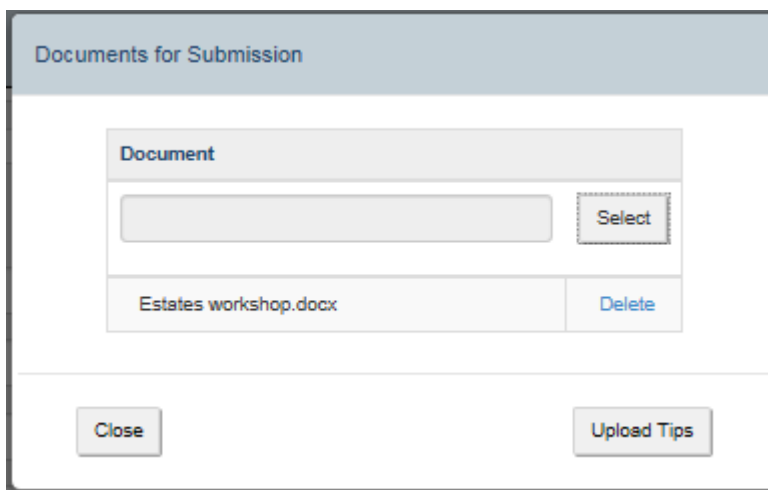 Documents for Submission
Document
Select
Estates workshop.docx Delete
Close Upload Tips